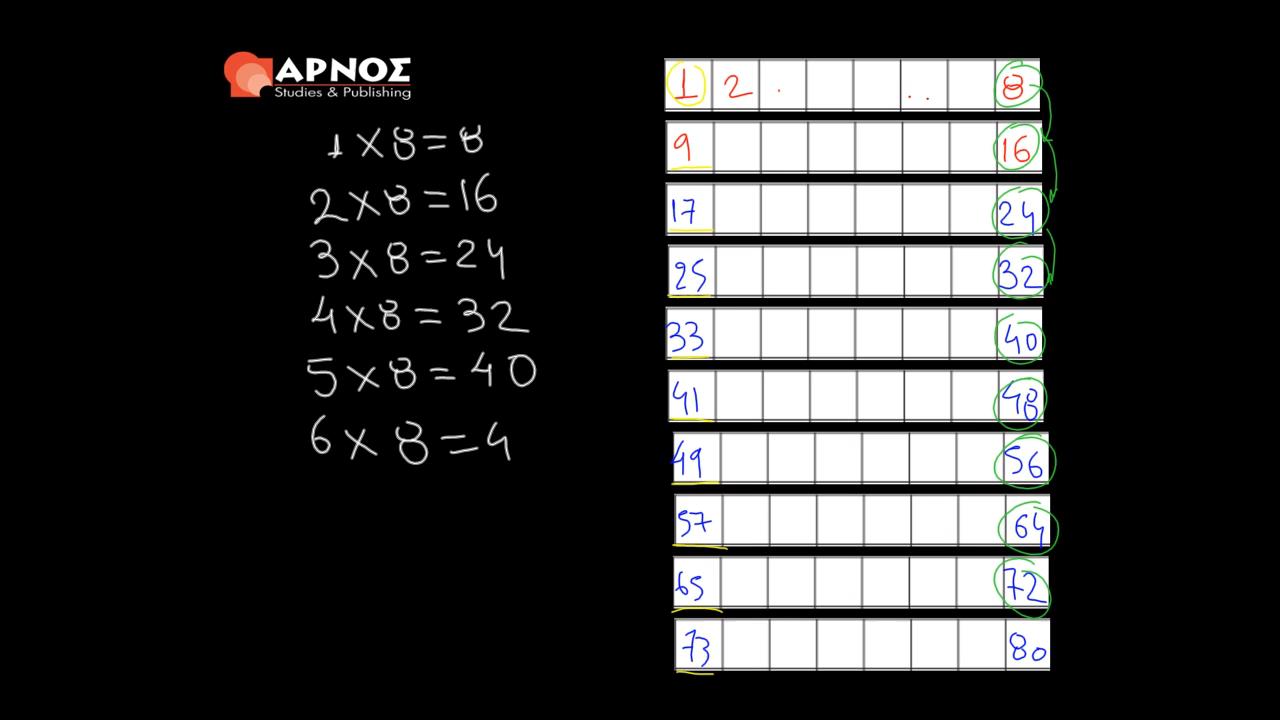 ΑΡΝΟΣ
Studies & Publishing
1 × 8 = 8
2 × 8 = 16
3 × 8 = 24
4 × 8 = 32
5 × 8 = 40
6 × 8 = 4
1 2 . . . 8
9 16
17 24
25 32
33 40
41 48
49 56
57 64
65 72
73 80